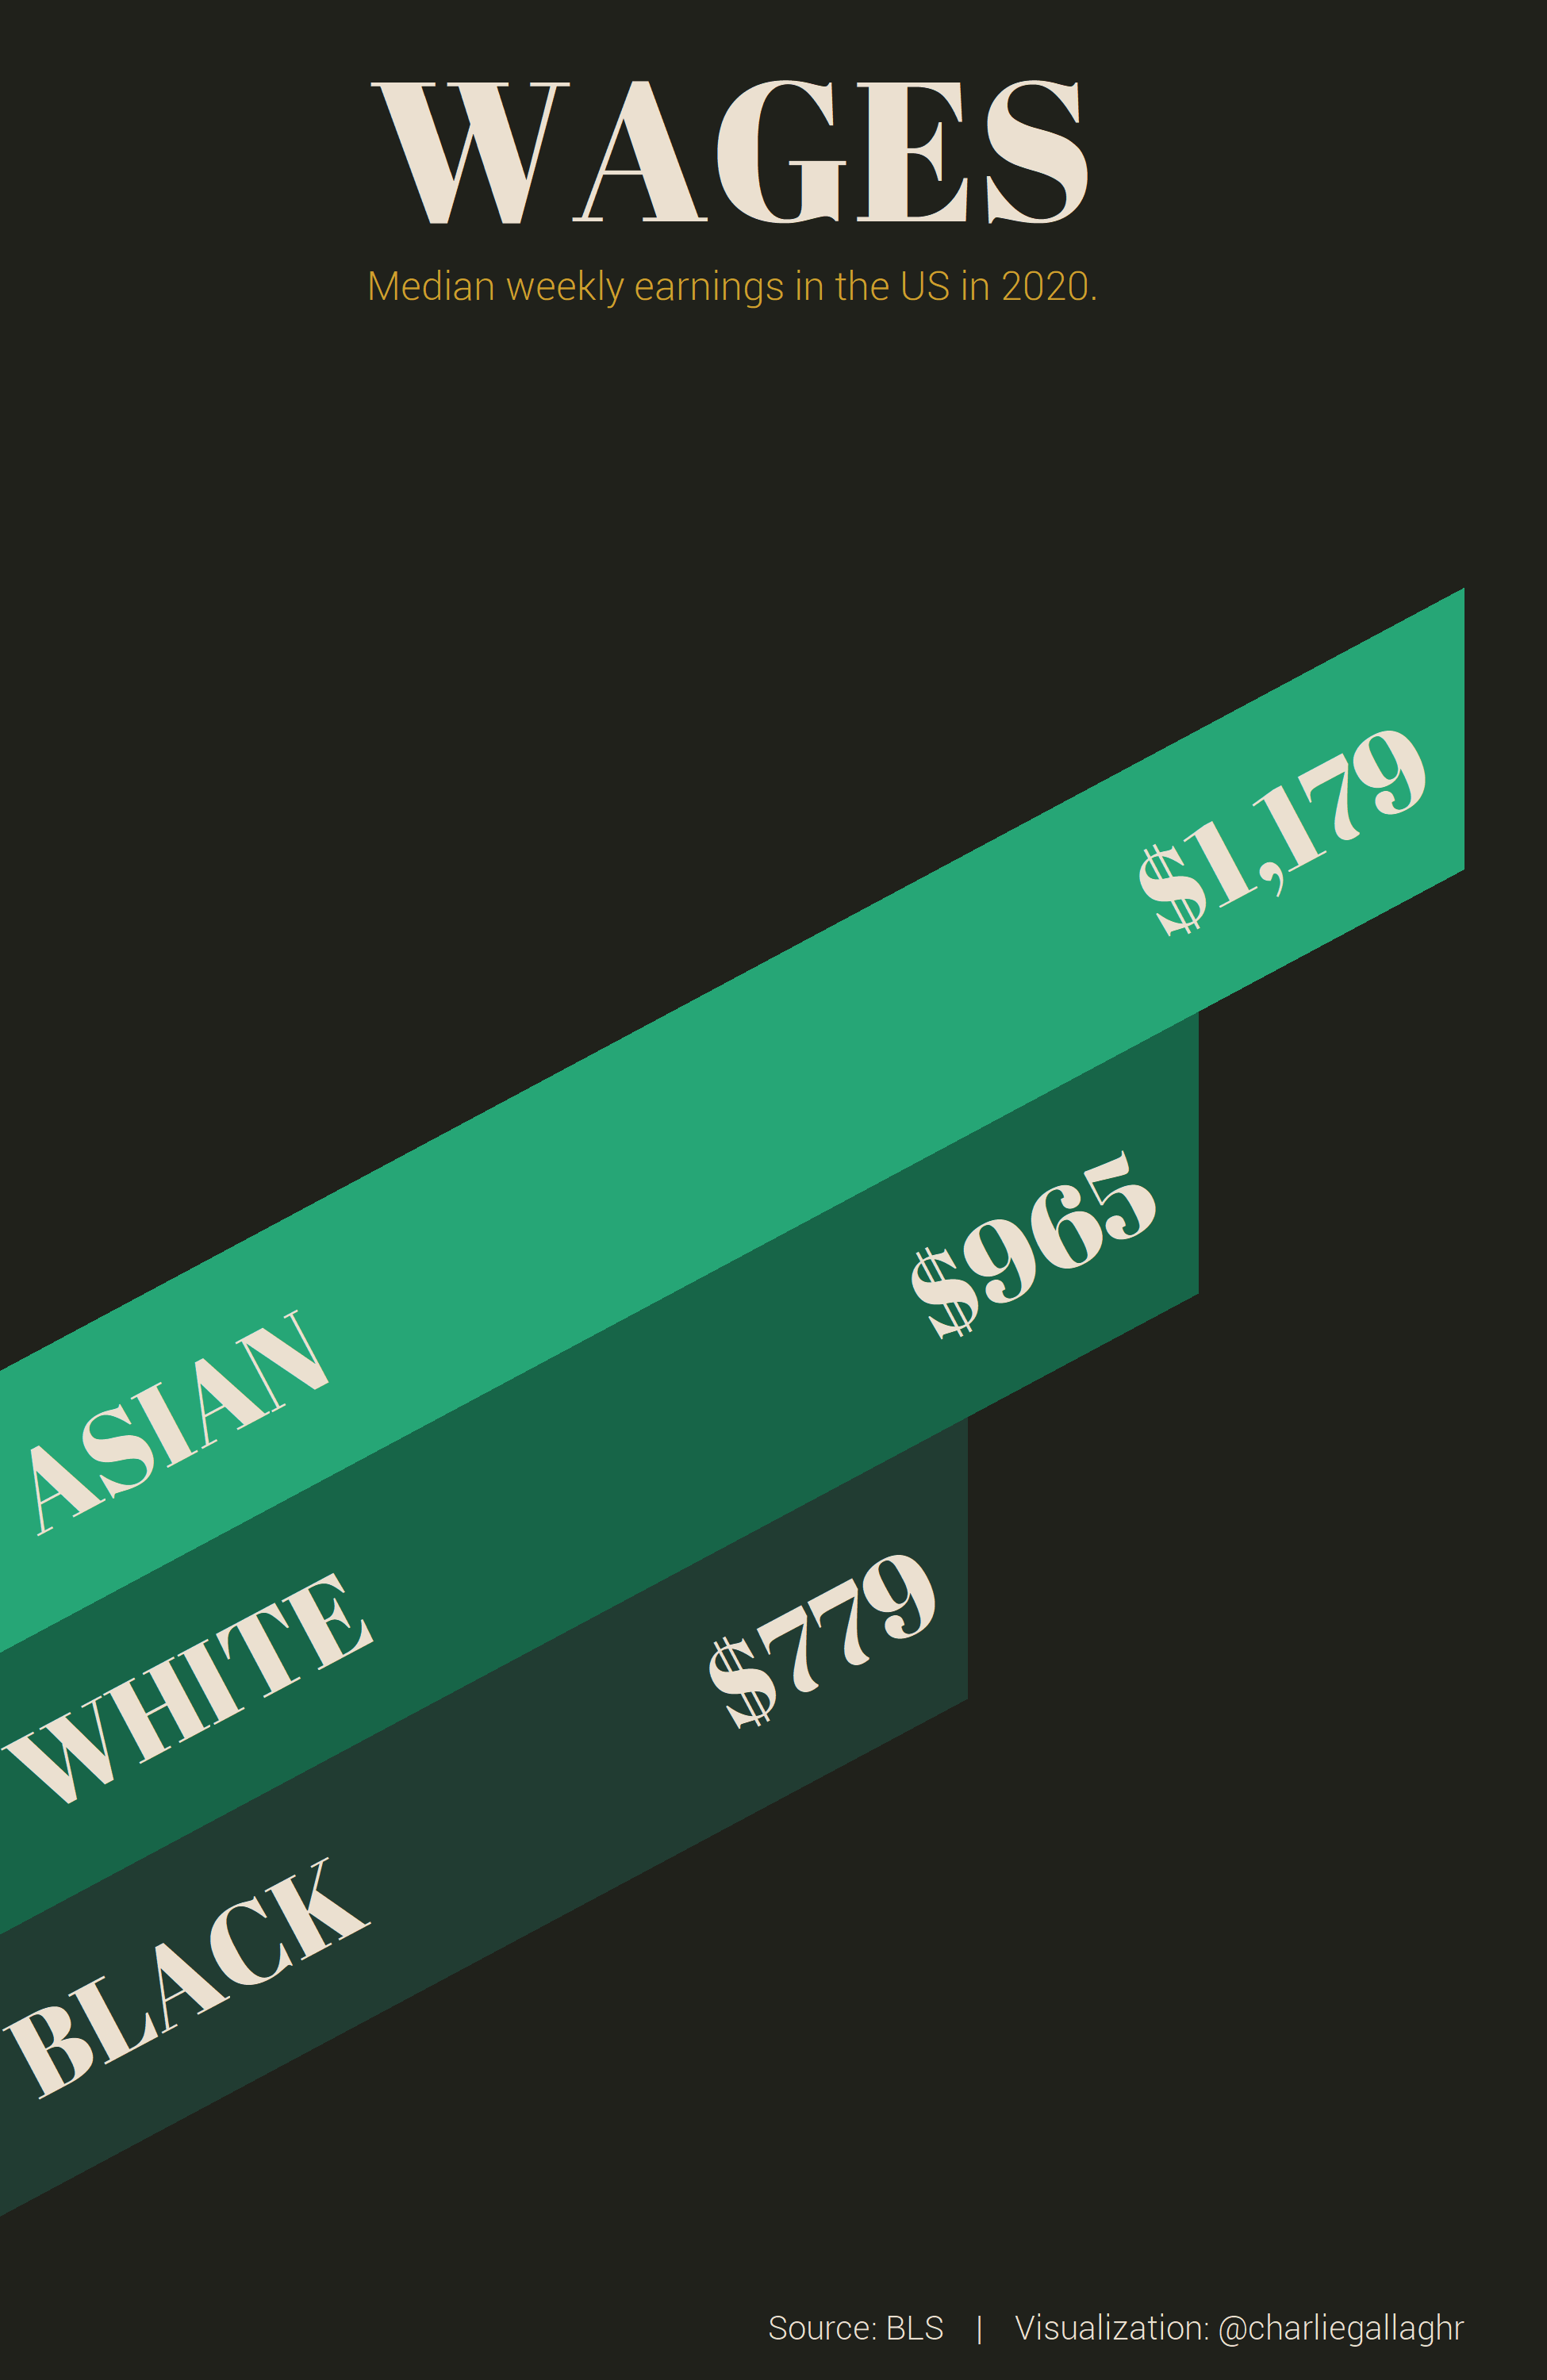 WAGES
Median weekly earnings in the US in 2020.
ASIAN
$1,179
WHITE
$965
BLACK
$779
Source: BLS | Visualization: @charliegallaghr